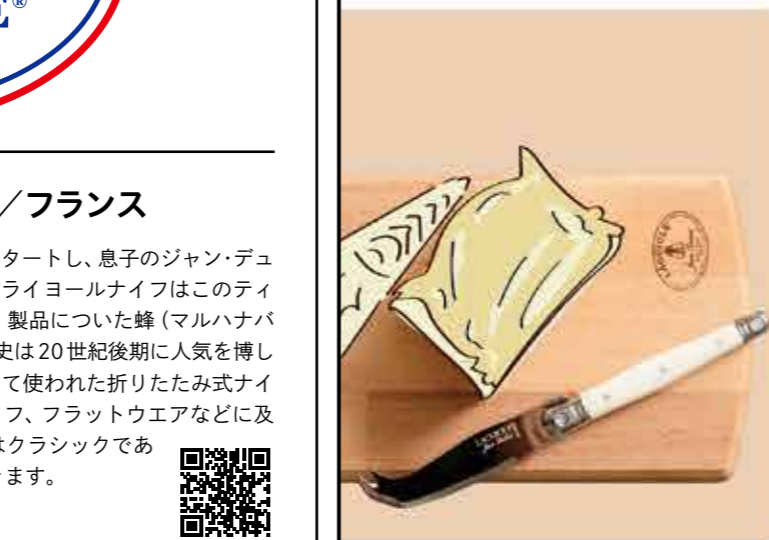 E®
／フランス
タートし、息子のジャン・デュ
ライヨールナイフはこのティ
製品についた蜂（マルハナバ
史は20世紀後期に人気を博し
て使われた折りたたみ式ナイ
フ、フラットウエアなどに及
はクラシックであ
ます。
LAGUIOLE